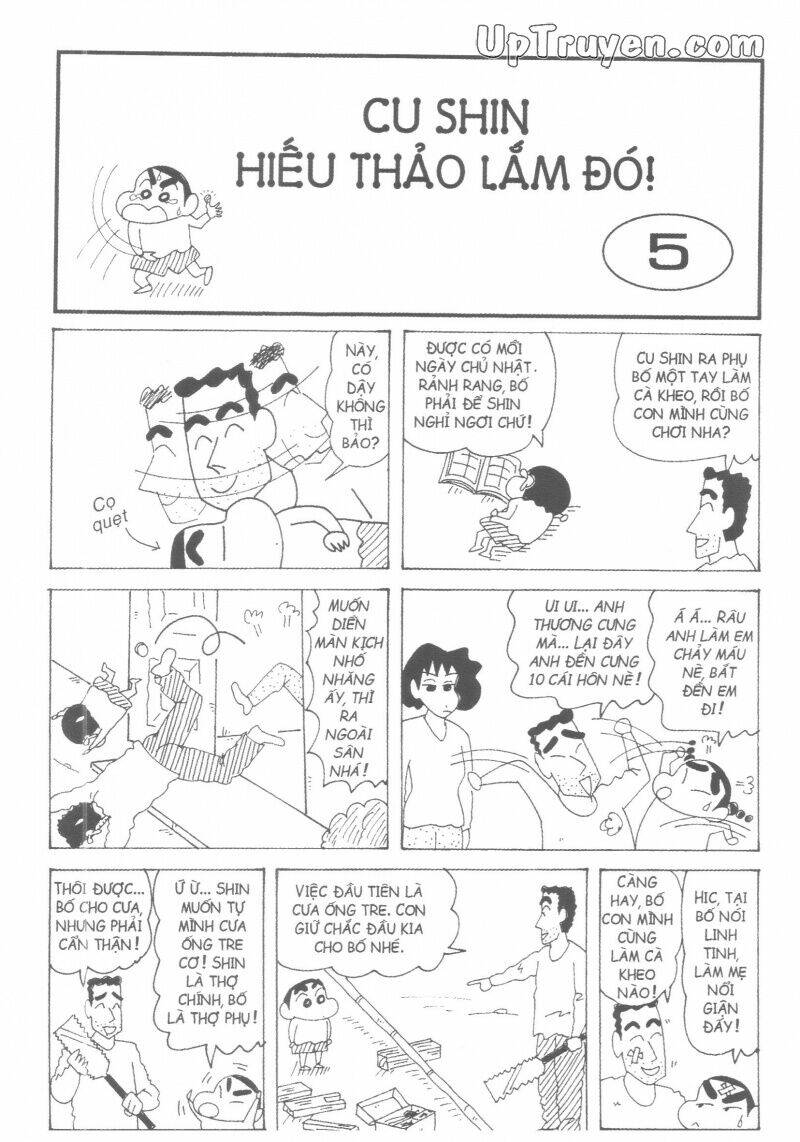 UpTruyen.com
CU SHIN
HIẾU THẢO LẮM ĐÓ!
5
CU SHIN RA PHỤ
BỐ MỘT TAY LÀM
CÀ KHEO, RỒI BỐ
CON MÌNH CÙNG
CHƠI NHA?
ĐƯỢC CÓ MỖI
NGÀY CHỦ NHẬT.
RẢNH RANG, BỐ
PHẢI ĐỂ SHIN
NGHỈ NGƠI CHỨ!
NÀY,
CÓ
DẬY
KHÔNG
THÌ
BẢO?
Cọ
quẹt
Á Á... RÂU
ANH LÀM EM
CHẢY MÁU
NÈ, BẮT
ĐỀN EM
ĐI!
UI UI... ANH
THƯƠNG CƯNG
MÀ... LẠI ĐÂY
ANH ĐỀN CƯNG
10 CÁI HÔN NÈ!
MUỐN
DIỄN
MÀN KỊCH
NHỐ
NHĂNG
ẤY, THÌ
RA
NGOÀI
SÂN
NHÁ!
HIC, TẠI
BỐ NÓI
LINH
TINH,
LÀM MẸ
NỔI
GIẬN
ĐẤY!
CÀNG
HAY, BỐ
CON MÌNH
CÙNG
LÀM CÀ
KHEO
NÀO!
VIỆC ĐẦU TIÊN LÀ
CƯA ỐNG TRE. CON
GIỮ CHẮC ĐẦU KIA
CHO BỐ NHÉ.
Ứ Ừ... SHIN
MUỐN TỰ
MÌNH CƯA
ỐNG TRE
CƠ! SHIN
LÀ THỢ
CHÍNH, BỐ
LÀ THỢ PHỤ!
THÔI ĐƯỢC...
BỐ CHO CƯA,
NHƯNG PHẢI
CẨN THẬN!